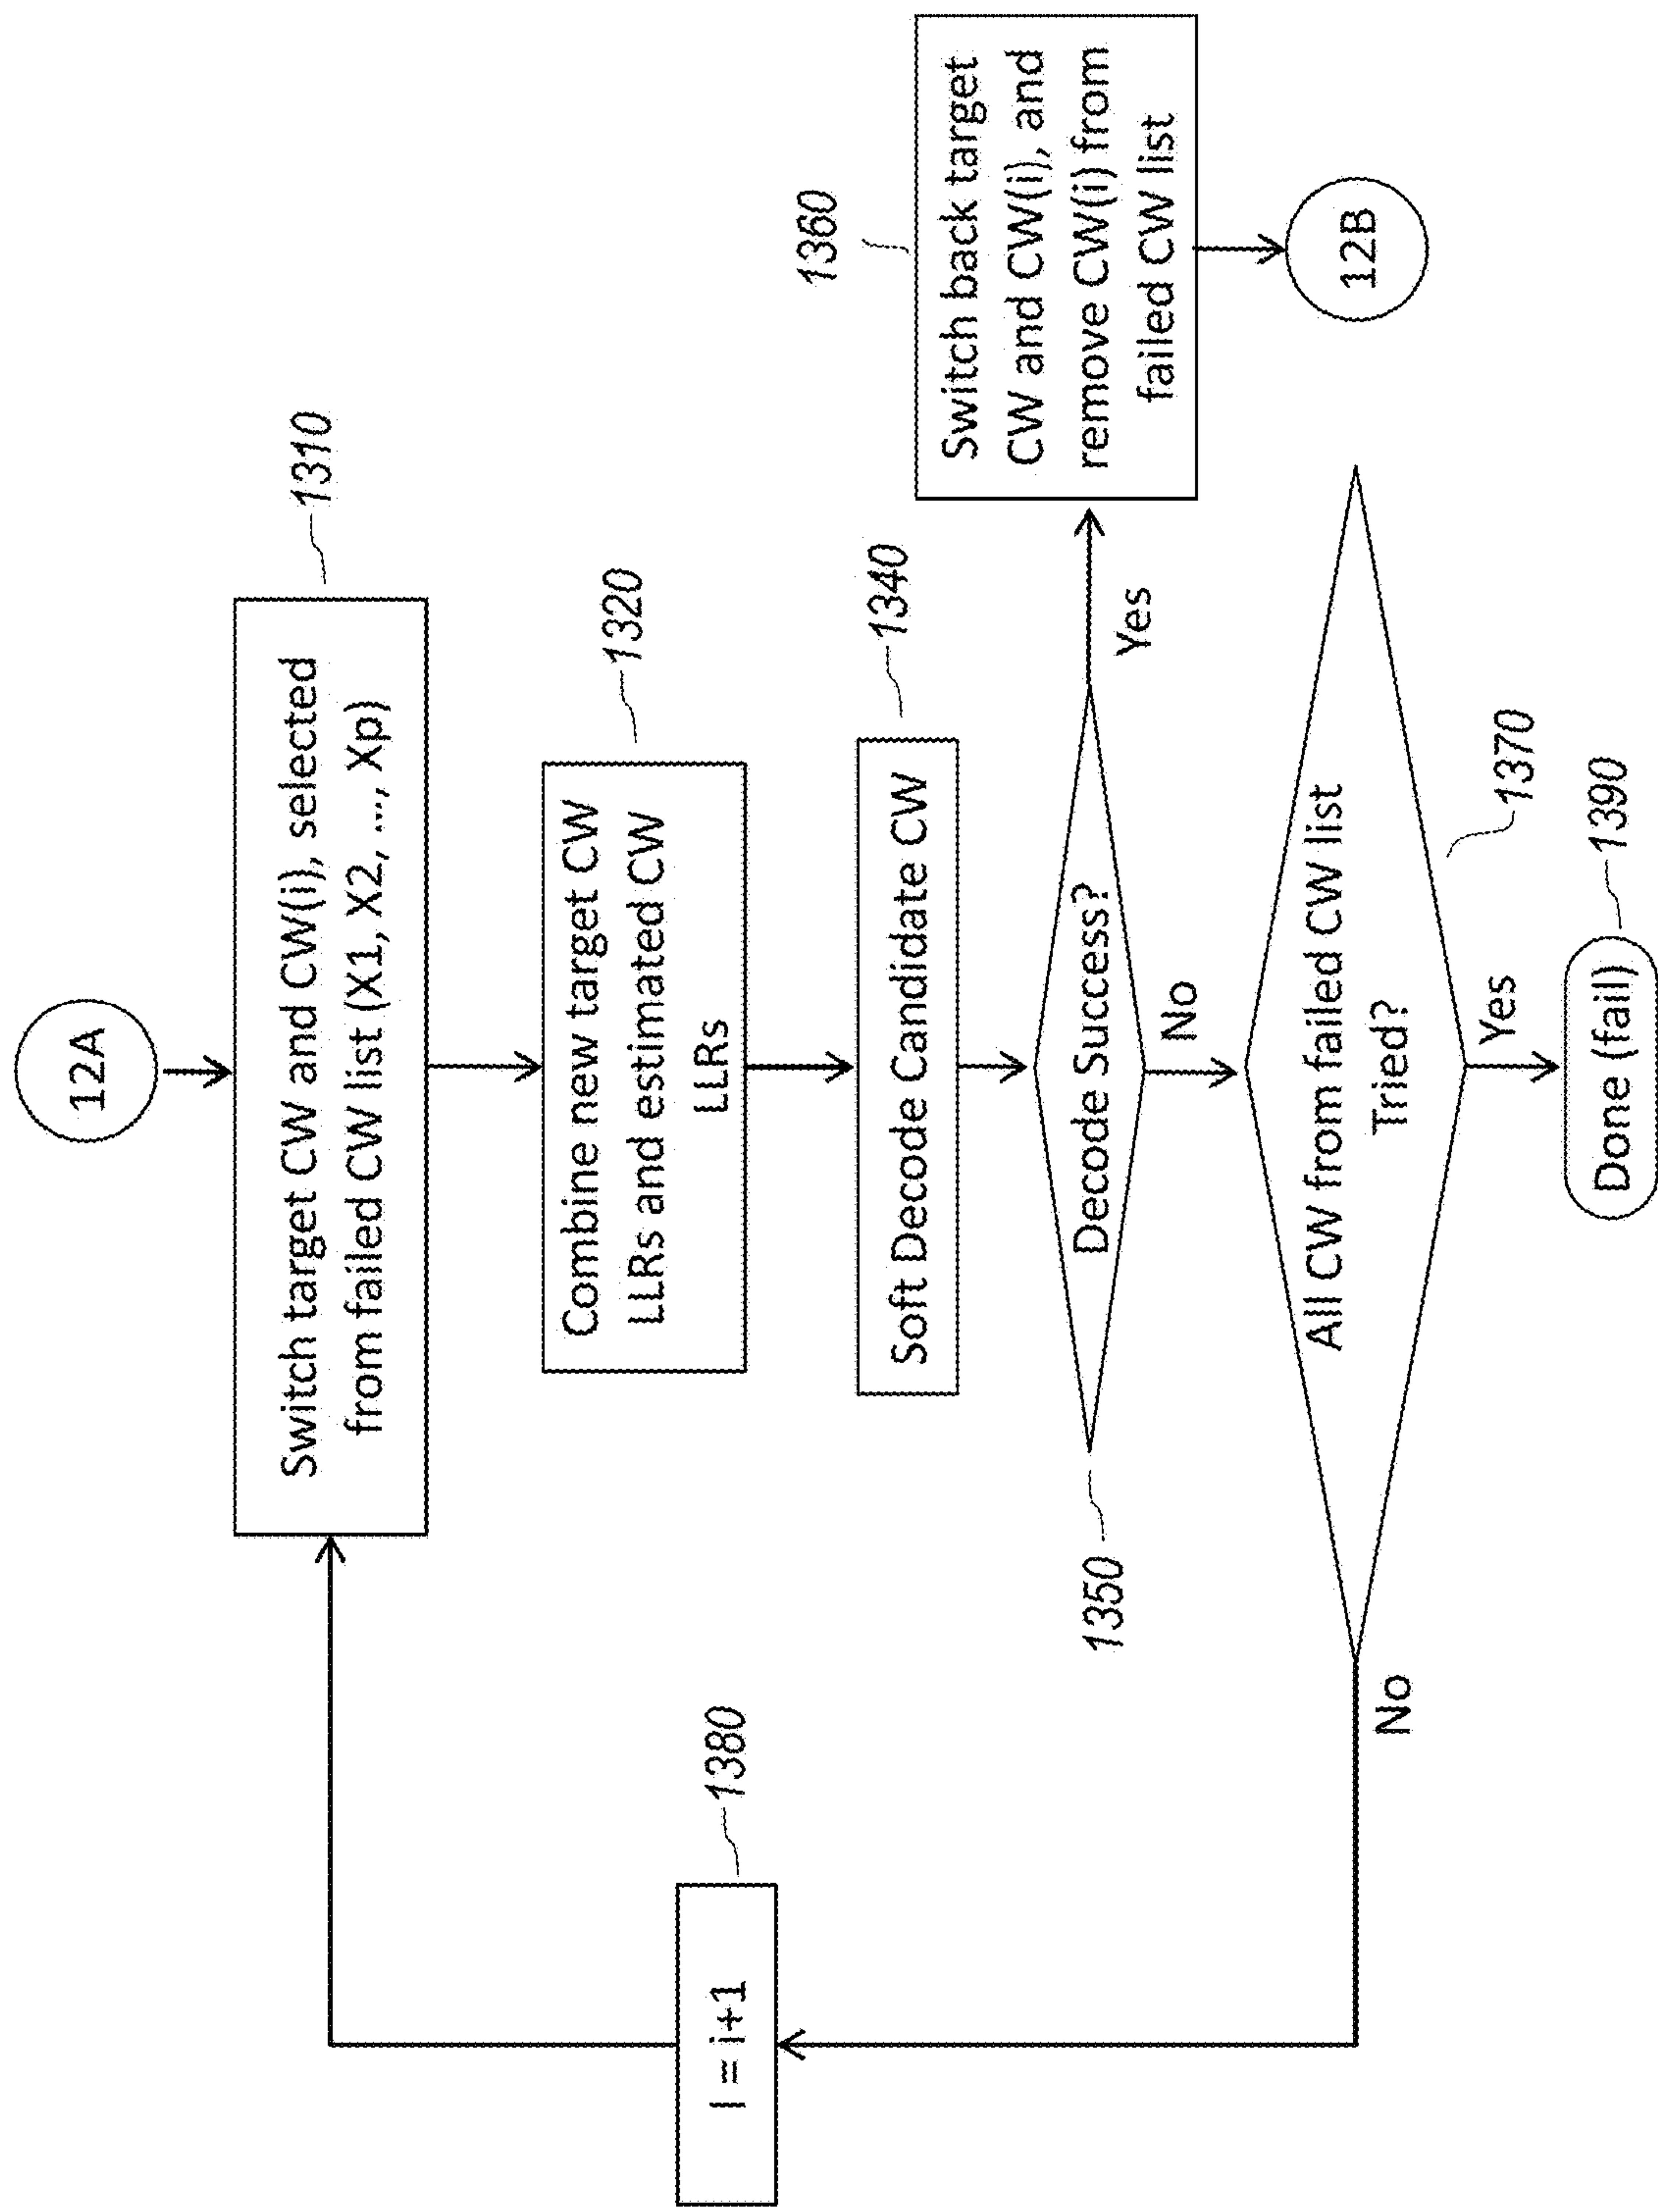 12A
Switch target CW and CW(i), selected
from failed CW list (X1, X2, ..., Xp)
1310
Combine new target CW
LLRs and estimated CW
LLRs
1320
Soft Decode Candidate CW
1340
Decode Success?
1350
Yes
No
Switch back target
CW and CW(i), and
remove CW(i) from
failed CW list
1360
12B
All CW from failed CW list
Tried?
1370
No
Yes
I = i+1
1380
Done (fail)
1390